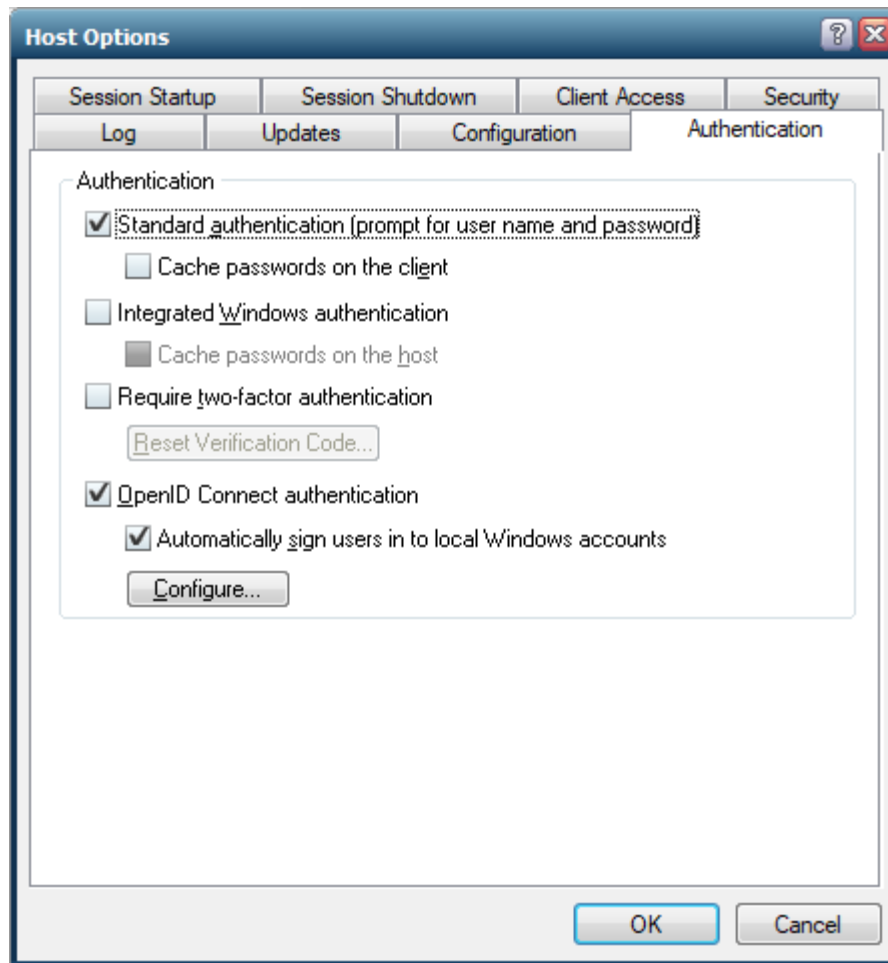 Host Options
Session Startup Session Shutdown Client Access Security
Log Updates Configuration Authentication
Authentication
Standard authentication (prompt for user name and password)
Cache passwords on the client
Integrated Windows authentication
Cache passwords on the host
Require two-factor authentication
Reset Verification Code...
OpenID Connect authentication
Automatically sign users in to local Windows accounts
Configure...
OK Cancel